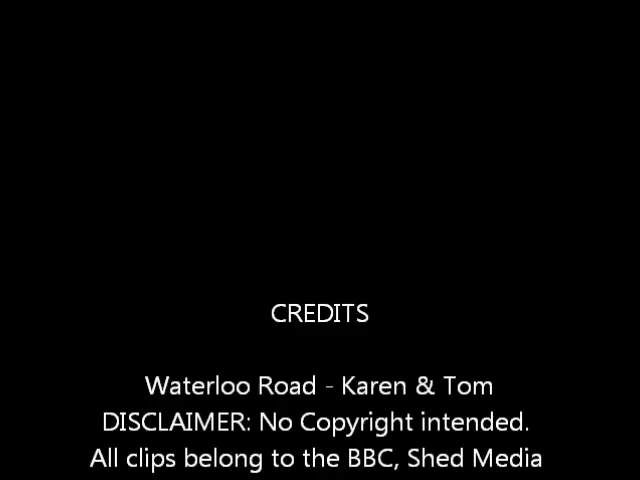 CREDITS
Waterloo Road - Karen & Tom
DISCLAIMER: No Copyright intended.
All clips belong to the BBC, Shed Media